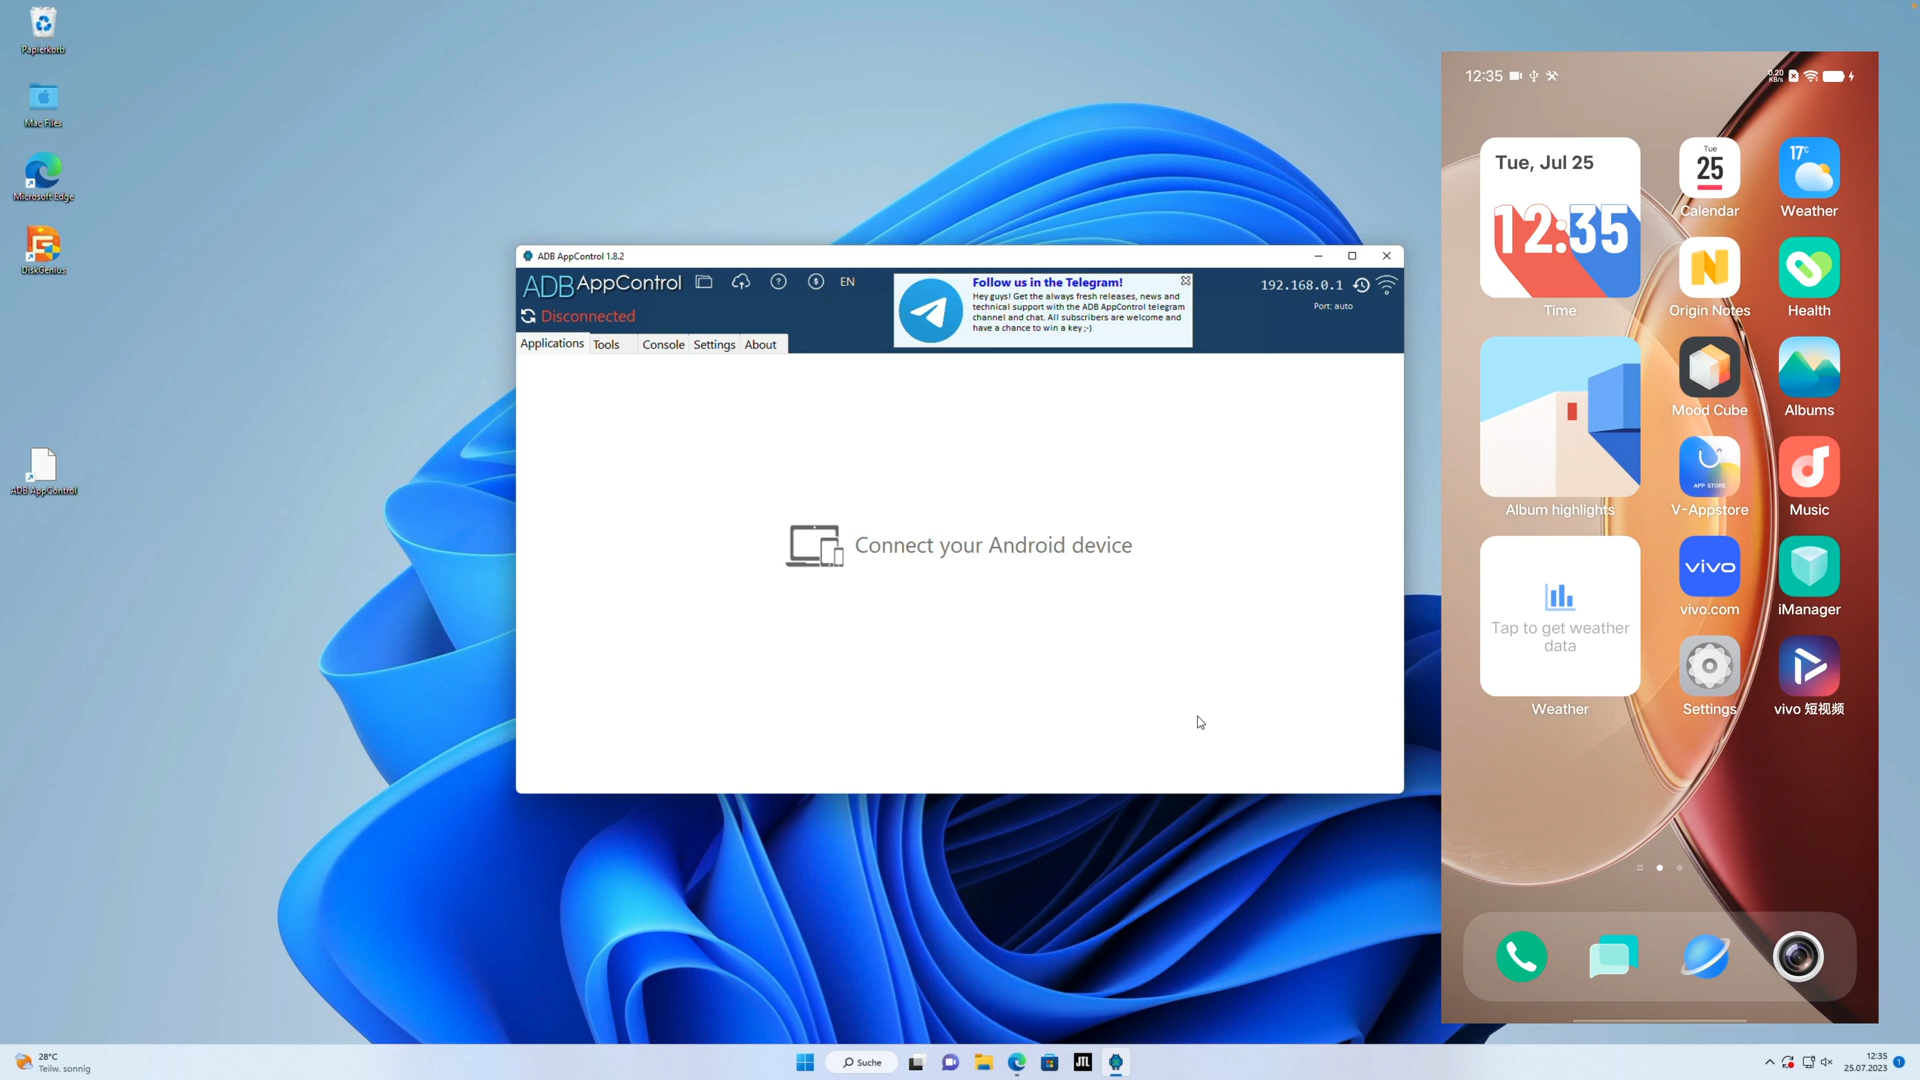 Papierkorb
Mac Files
Microsoft Edge
DiskGenius
ADB AppControl
ADB AppControl 1.8.2
ADB AppControl
EN
Disconnected
Follow us in the Telegram!
Hey guys! Get the always fresh releases, news and
technical support with the ADB AppControl telegram
channel and chat. All subscribers are welcome and
have a chance to win a key ;-)
192.168.0.1
Port: auto
Applications Tools Console Settings About
Connect your Android device
12:35
0.20
KB/s
Tue, Jul 25
12:35
Time
Tue
25
Calendar
17°C
Weather
N
Origin Notes
Health
Album highlights
Mood Cube
Albums
APP STORE
V-Appstore
Music
Tap to get weather
data
Weather
vivo
vivo.com
iManager
Settings
vivo 短视频
28°C
Teilw. sonnig
Suche
JTL
12:35
25.07.2023
1